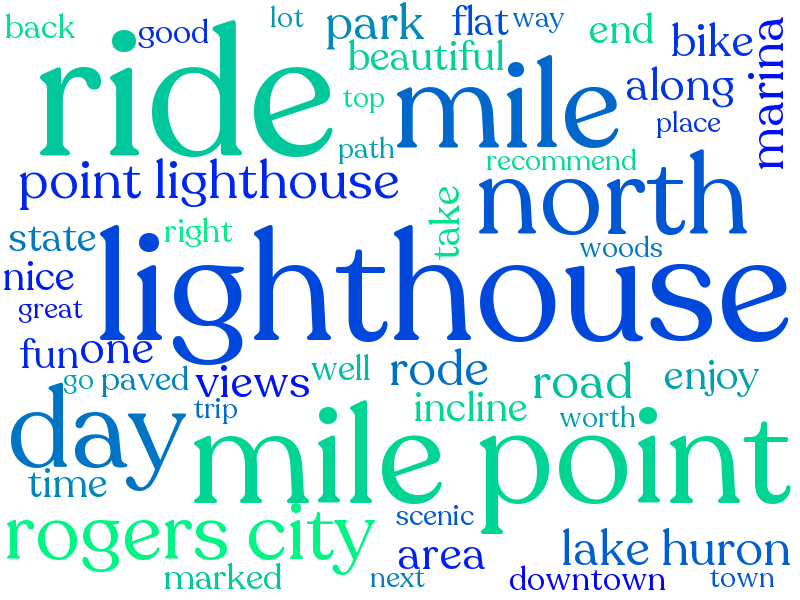 back
good
lot
park
flat
way
end
bike
marina
ride
beautiful
mile
along
top
place
path
recommend
point lighthouse
north
take
state
right
woods
nice
lighthouse
great
fun
one
go
paved
views
well
rode
road
enjoy
day
trip
incline
worth
mile point
time
rogers city
scenic
area
lake huron
marked
next
downtown
town